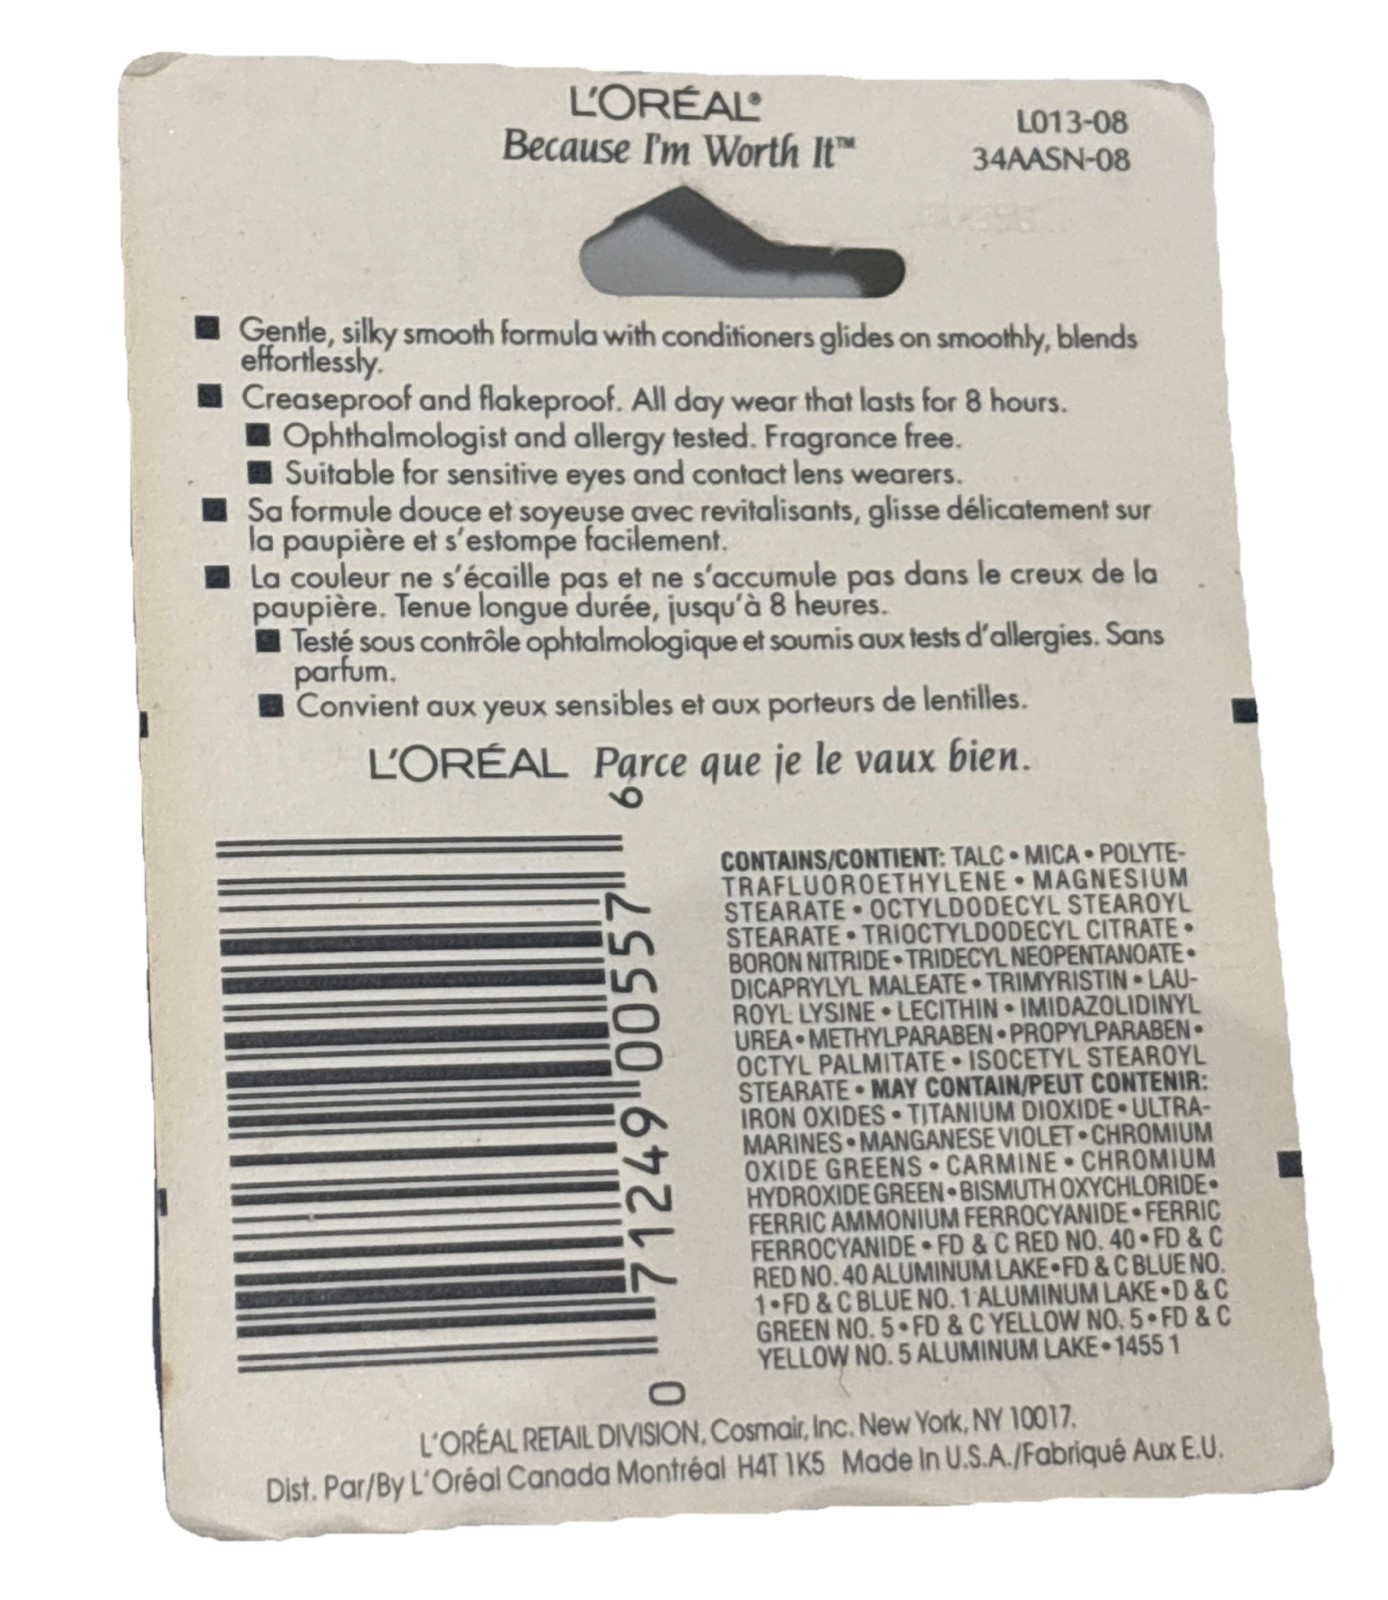 L'ORÉAL®
Because I'm Worth It™
L013-08
34AASN-08
■ Gentle, silky smooth formula with conditioners glides on smoothly, blends
effortlessly.
■ Creaseproof and flakeproof. All day wear that lasts for 8 hours.
■ Ophthalmologist and allergy tested. Fragrance free.
■ Suitable for sensitive eyes and contact lens wearers.
■ Sa formule douce et soyeuse avec revitalisants, glisse délicatement sur
la paupière et s'estompe facilement.
■ La couleur ne s'écaille pas et ne s'accumule pas dans le creux de la
paupière. Tenue longue durée, jusqu'à 8 heures.
■ Testé sous contrôle ophtalmologique et soumis aux tests d'allergies. Sans
parfum.
■ Convient aux yeux sensibles et aux porteurs de lentilles.
L'ORÉAL Parce que je le vaux bien.
0 71249 00557 6
CONTAINS/CONTIENT: TALC • MICA • POLYTE-
TRAFLUOROETHYLENE • MAGNESIUM
STEARATE • OCTYLDODECYL STEAROYL
STEARATE • TRIOCTYLDODECYL CITRATE •
BORON NITRIDE • TRIDECYL NEOPENTANOATE •
DICAPRYLYL MALEATE • TRIMYRISTIN • LAU-
ROYL LYSINE • LECITHIN • IMIDAZOLIDINYL
UREA • METHYLPARABEN • PROPYLPARABEN •
OCTYL PALMITATE • ISOCETYL STEAROYL
STEARATE • MAY CONTAIN/PEUT CONTENIR:
IRON OXIDES • TITANIUM DIOXIDE • ULTRA-
MARINES • MANGANESE VIOLET • CHROMIUM
OXIDE GREENS • CARMINE • CHROMIUM
HYDROXIDE GREEN • BISMUTH OXYCHLORIDE •
FERRIC AMMONIUM FERROCYANIDE • FERRIC
FERROCYANIDE • FD & C RED NO. 40 • FD & C
RED NO. 40 ALUMINUM LAKE • FD & C BLUE NO.
1 • FD & C BLUE NO. 1 ALUMINUM LAKE • D & C
GREEN NO. 5 • FD & C YELLOW NO. 5 • FD & C
YELLOW NO. 5 ALUMINUM LAKE • 1455 1
L'ORÉAL RETAIL DIVISION, Cosmair, Inc. New York, NY 10017.
Dist. Par/By L'Oréal Canada Montréal H4T 1K5 Made In U.S.A./Fabriqué Aux E.U.